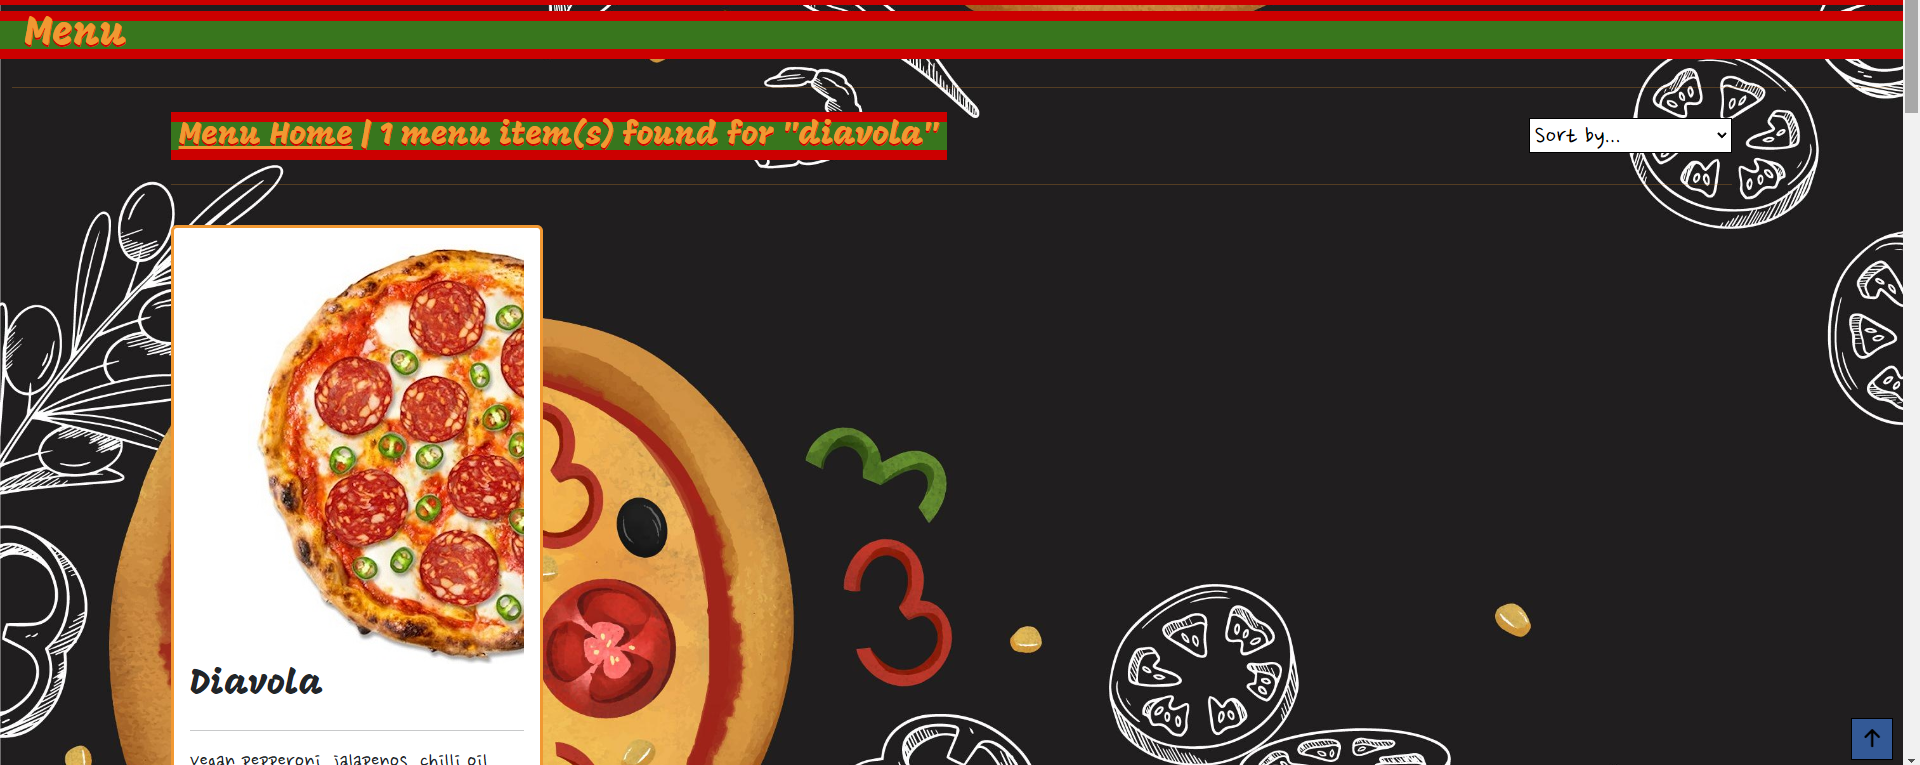 Menu
Menu Home | 1 menu item(s) found for "diavola"
Sort by...
Diavola
vegan pepperoni, jalapenos, chilli oil